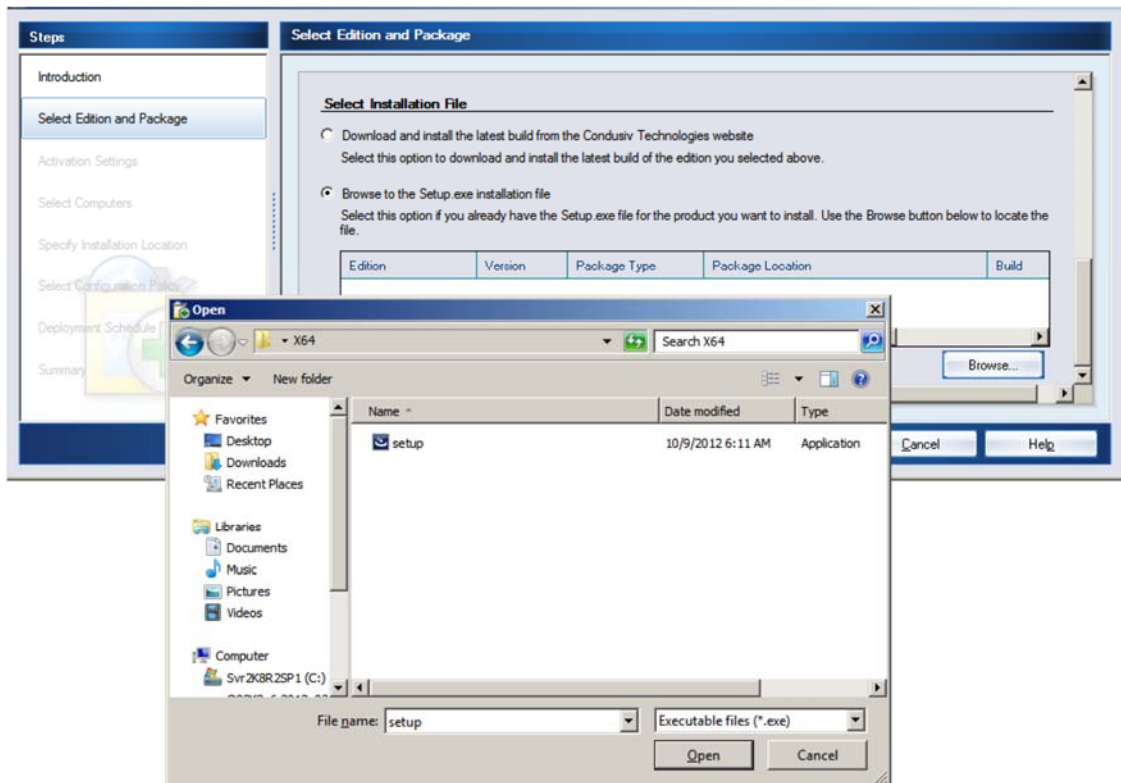 Steps
Introduction
Select Edition and Package
Activation Settings
Select Computers
Specify Installation Location
Select Configuration Policy
Deployment Schedule
Summary
Select Edition and Package
Select Installation File
Download and install the latest build from the Condusiv Technologies website
Select this option to download and install the latest build of the edition you selected above.
Browse to the Setup.exe installation file
Select this option if you already have the Setup.exe file for the product you want to install. Use the Browse button below to locate the
file.
Edition Version Package Type Package Location Build
Browse...
Cancel Help
Open
X64 Search X64
Organize New folder
Favorites
Desktop
Downloads
Recent Places
Libraries
Documents
Music
Pictures
Videos
Computer
Svr2K8R2SP1 (C:)
Name Date modified Type
setup 10/9/2012 6:11 AM Application
File name: setup Executable files (*.exe)
Open Cancel